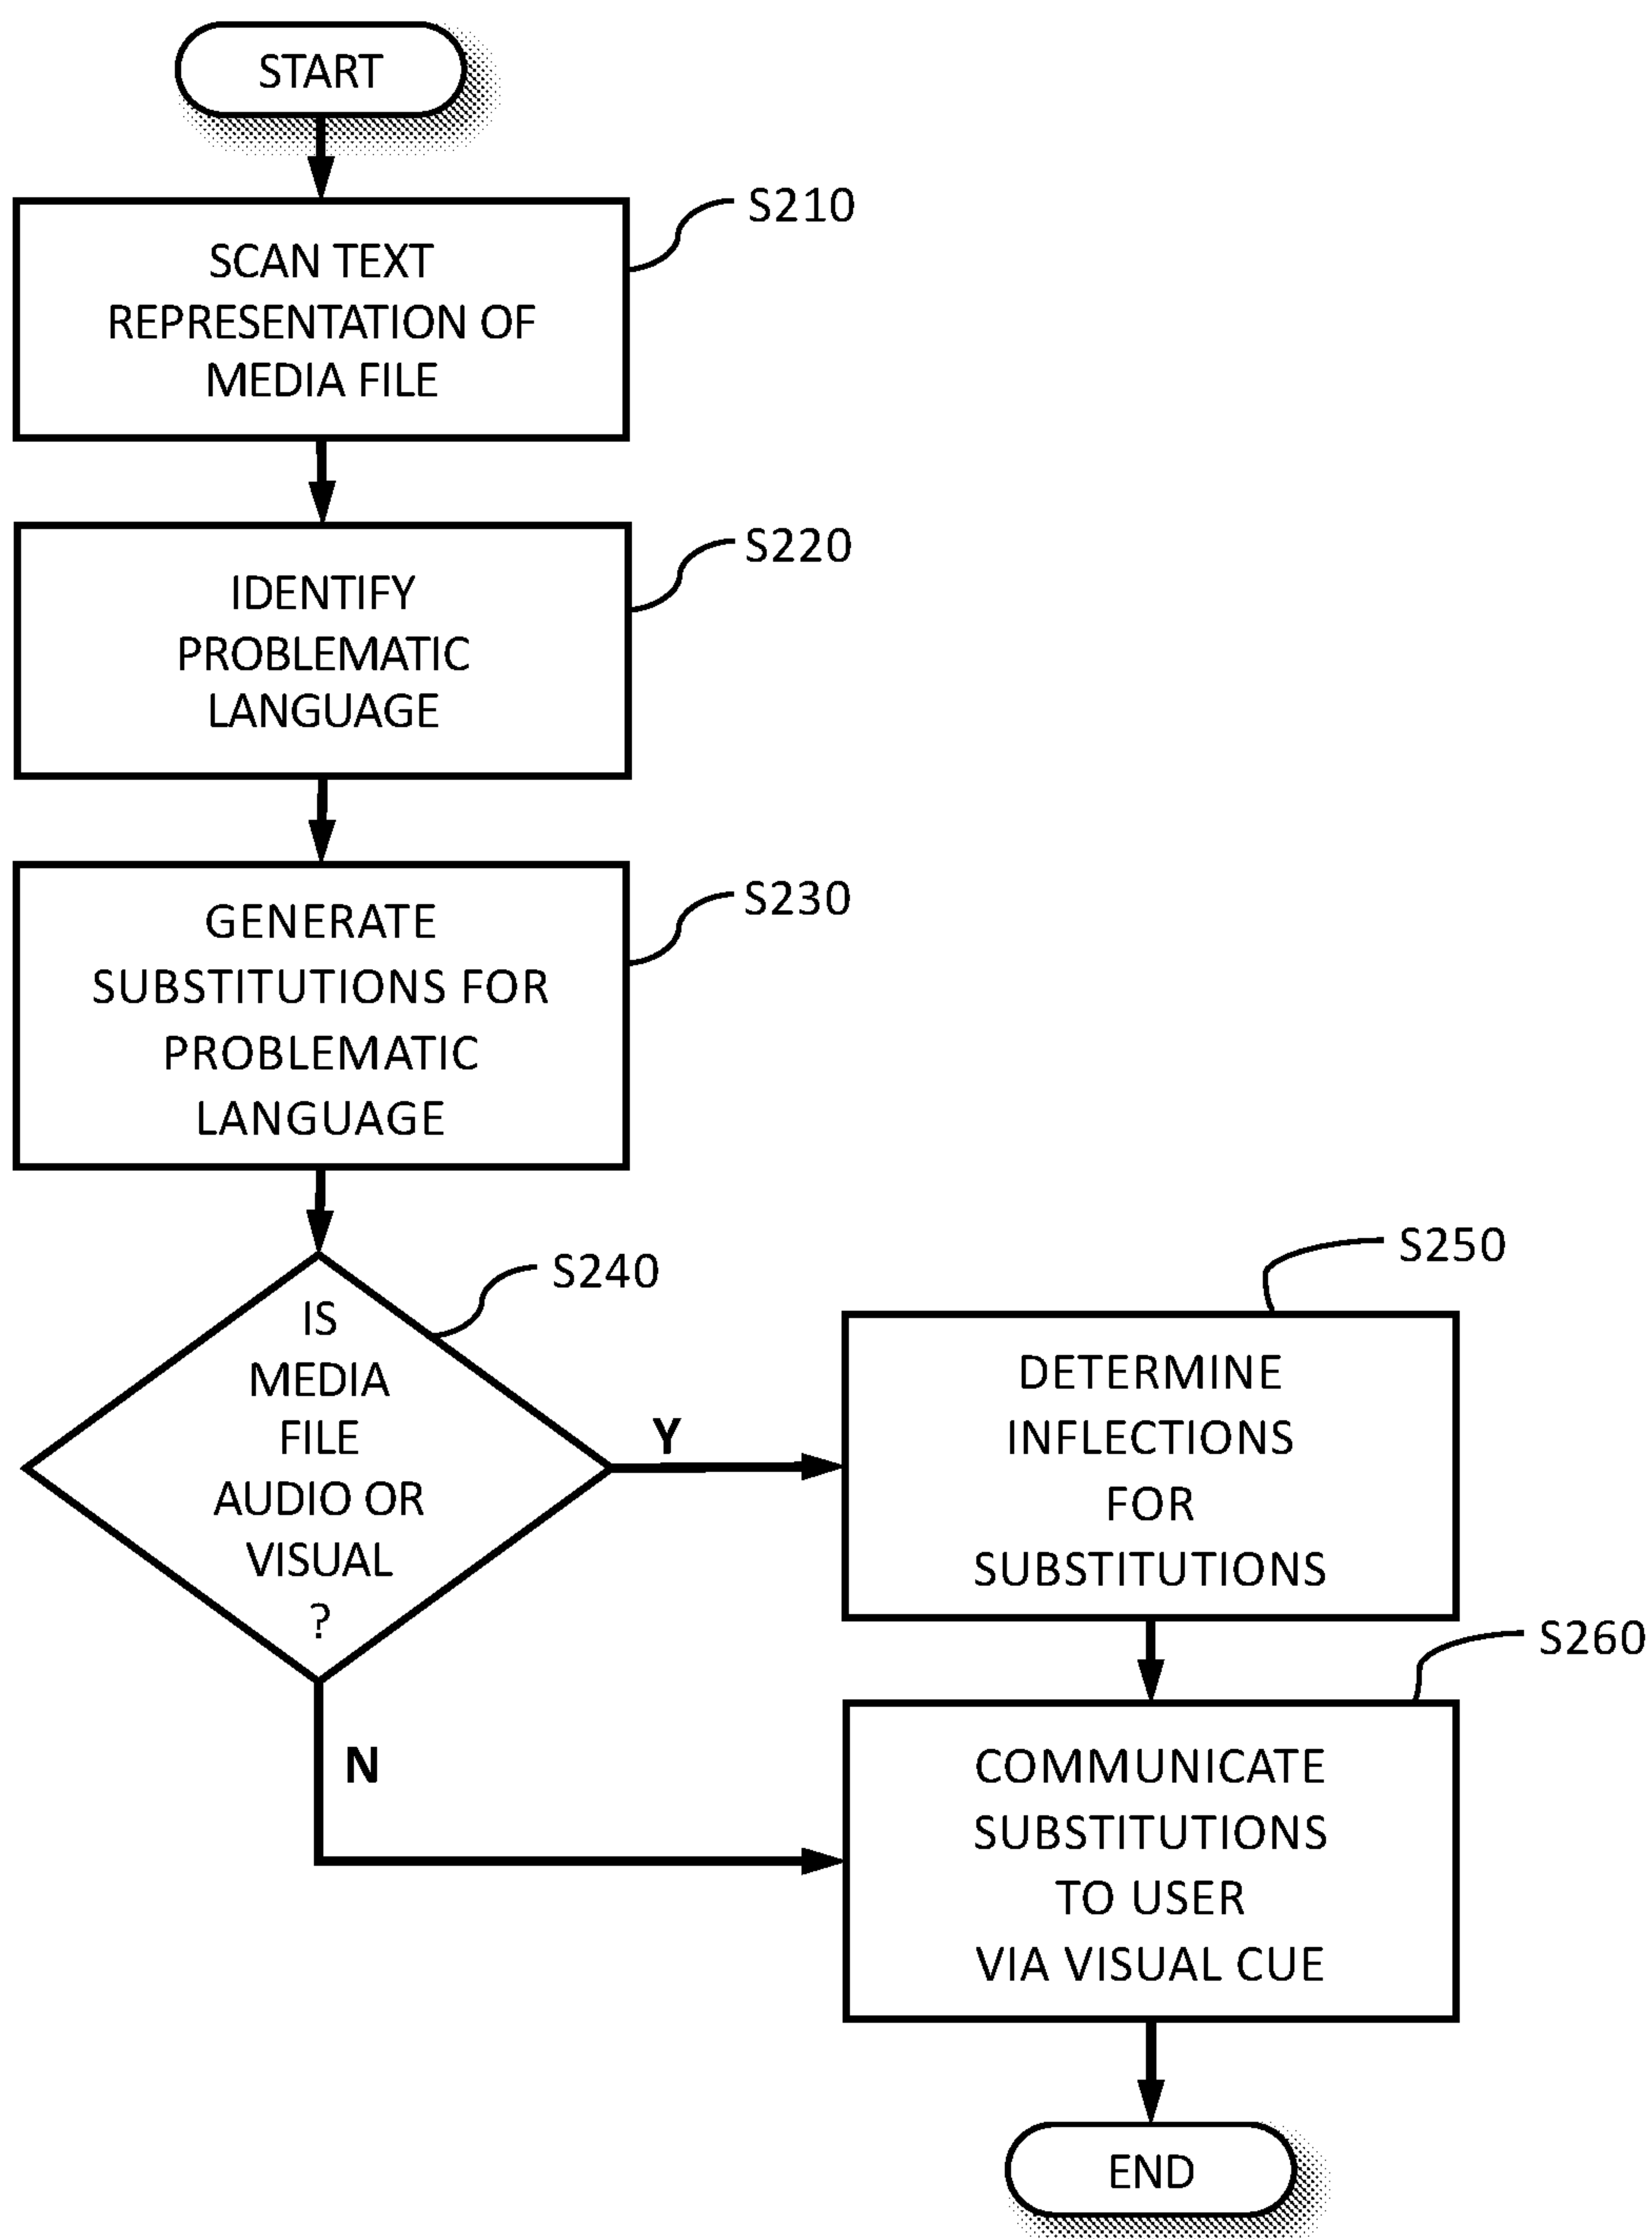 START
S210
SCAN TEXT
REPRESENTATION OF
MEDIA FILE
S220
IDENTIFY
PROBLEMATIC
LANGUAGE
S230
GENERATE
SUBSTITUTIONS FOR
PROBLEMATIC
LANGUAGE
S240
IS
MEDIA
FILE
AUDIO OR
VISUAL
?
Y
N
S250
DETERMINE
INFLECTIONS
FOR
SUBSTITUTIONS
S260
COMMUNICATE
SUBSTITUTIONS
TO USER
VIA VISUAL CUE
END